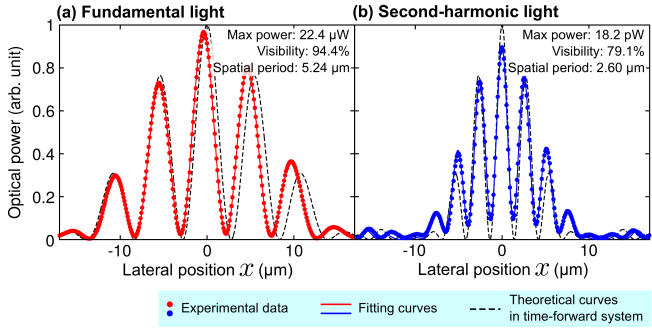 (a) Fundamental light
(b) Second-harmonic light
Max power: 22.4 μW
Visibility: 94.4%
Spatial period: 5.24 μm
Max power: 18.2 pW
Visibility: 79.1%
Spatial period: 2.60 μm
Optical power (arb. unit)
1
0.8
0.6
0.4
0.2
0
-10
0
10
-10
0
10
Lateral position x (μm)
Lateral position x (μm)
Experimental data
Fitting curves
Theoretical curves
in time-forward system